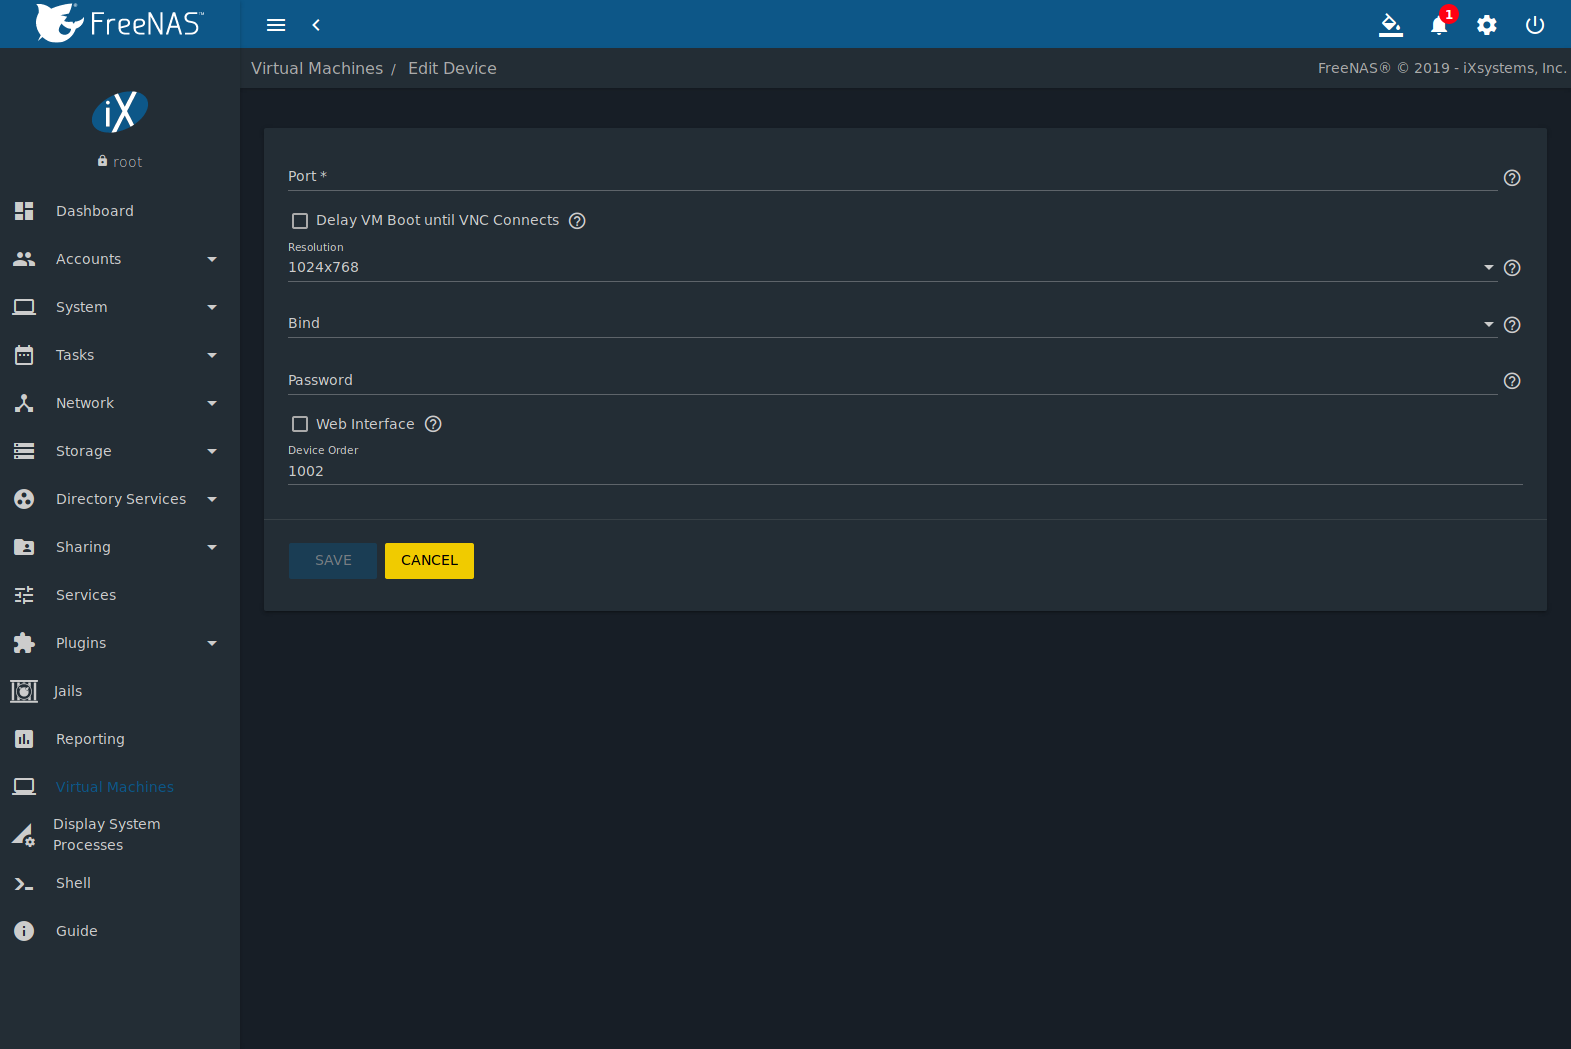 FreeNAS™
1
Virtual Machines / Edit Device
FreeNAS® © 2019 - iXsystems, Inc.
iX
root
Dashboard
Accounts
System
Tasks
Network
Storage
Directory Services
Sharing
Services
Plugins
Jails
Reporting
Virtual Machines
Display System
Processes
Shell
Guide
Port *
Delay VM Boot until VNC Connects
Resolution
1024x768
Bind
Password
Web Interface
Device Order
1002
SAVE CANCEL